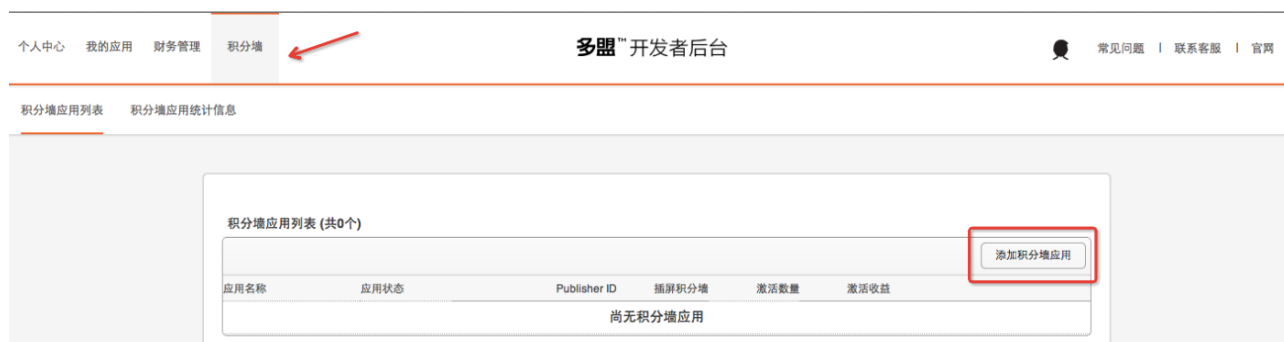 个人中心 我的应用 财务管理 积分墙 多盟™开发者后台 常见问题 | 联系客服 | 官网
积分墙应用列表 积分墙应用统计信息
积分墙应用列表 (共0个)
添加积分墙应用
应用名称 应用状态 Publisher ID 插屏积分墙 激活数量 激活收益
尚无积分墙应用